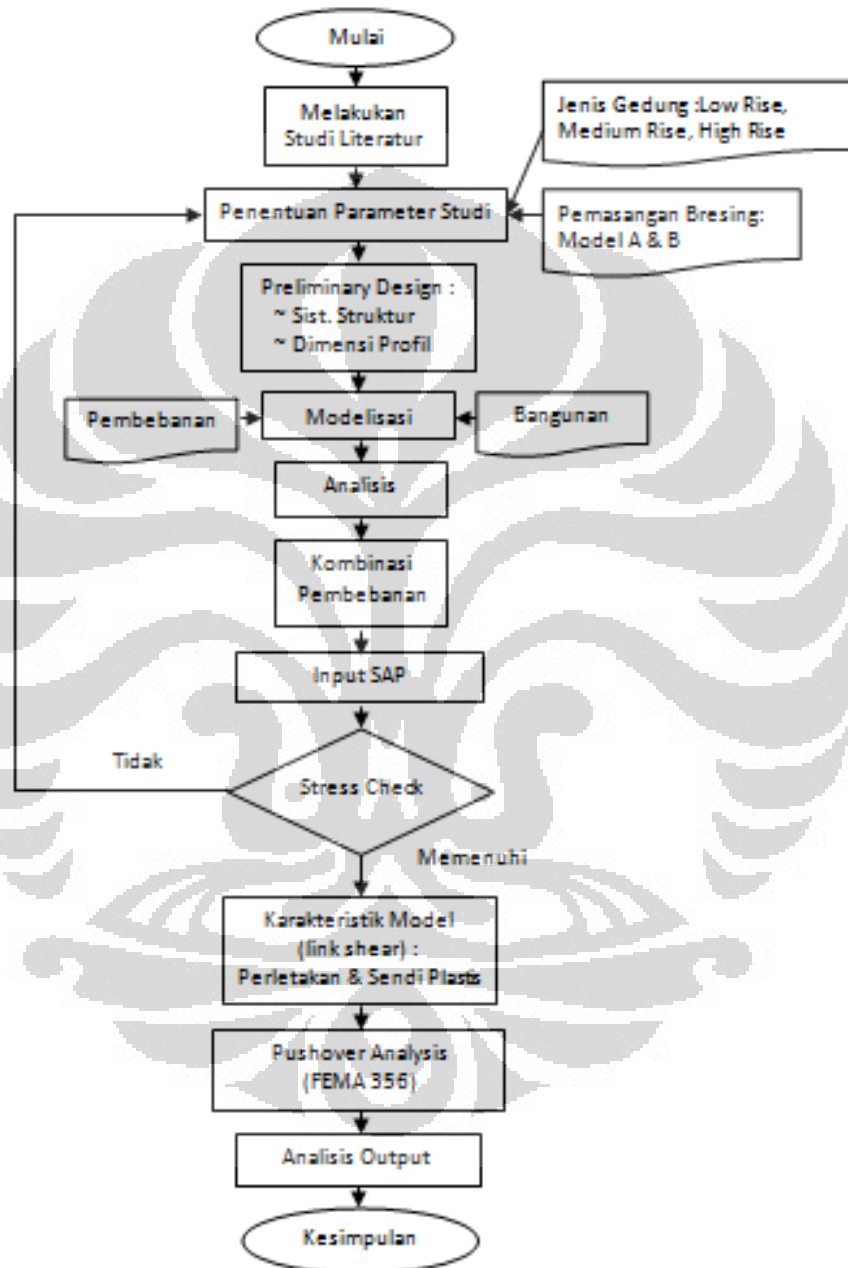 Mulai
Melakukan
Studi Literatur
Jenis Gedung :Low Rise,
Medium Rise, High Rise
Penentuan Parameter Studi
Pemasangan Bresing:
Model A & B
Preliminary Design :
~ Sist. Struktur
~ Dimensi Profil
Pembebanan
Modelisasi
Bangunan
Analisis
Kombinasi
Pembebanan
Input SAP
Tidak
Stress Check
Memenuhi
Karakteristik Model
(link shear) :
Perletakan & Sendi Plastis
Pushover Analysis
(FEMA 356)
Analisis Output
Kesimpulan